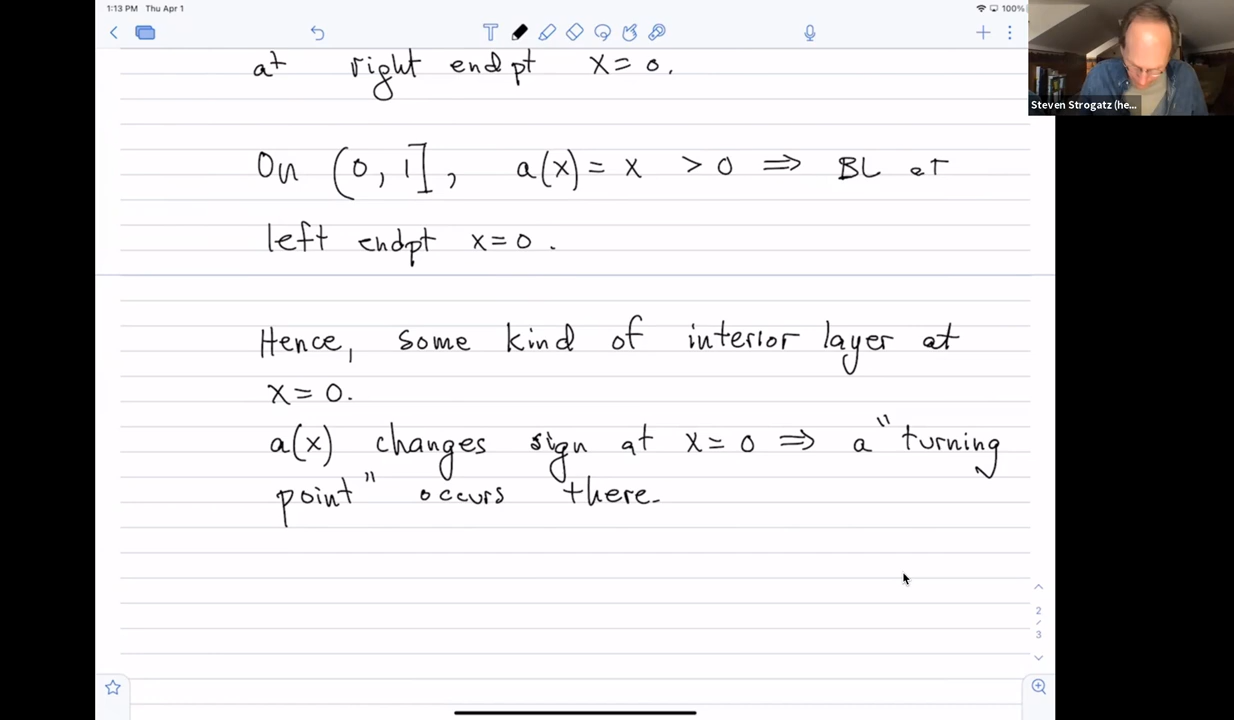 1:13 PM Thu Apr 1
100%
Steven Strogatz (he...
at right endpt x = 0.
On (0, 1], a(x) = x > 0 ⇒ BL at
left endpt x = 0.
Hence, some kind of interior layer at
x = 0.
a(x) changes sign at x = 0 ⇒ a "turning
point" occurs there.
2
/
3